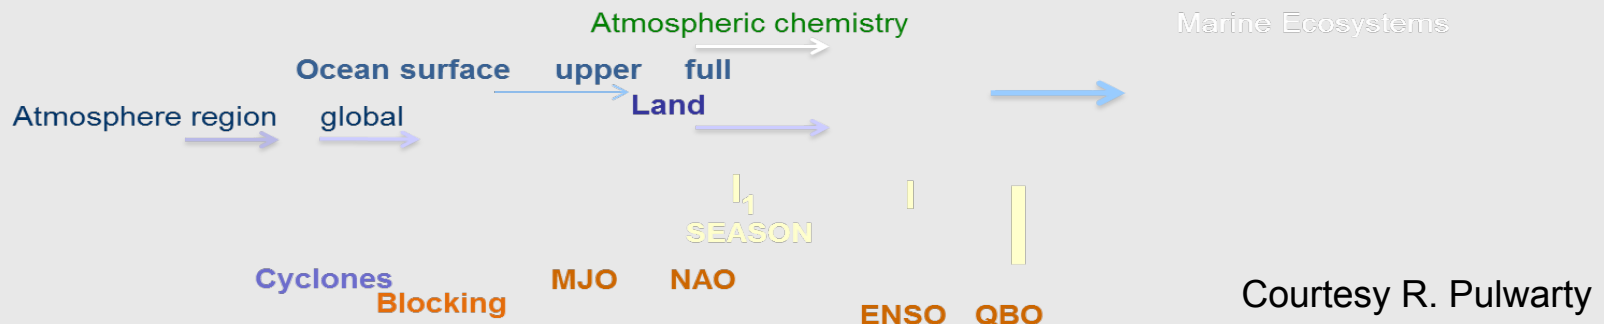 Atmospheric chemistry Marine Ecosystems
Ocean surface upper full
Land
Atmosphere region global
I1 I
SEASON
Cyclones MJO NAO
Blocking
Courtesy R. Pulwarty
ENSO QBO